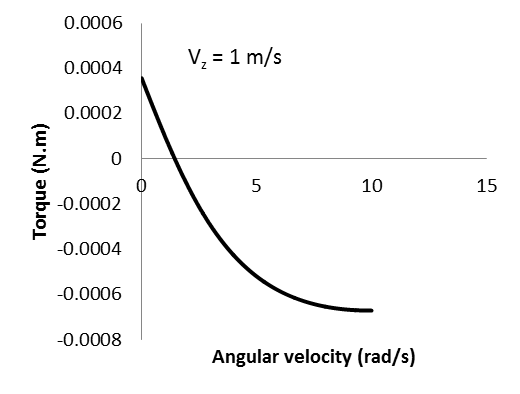 0.0006
V_z = 1 m/s
0.0004
0.0002
0
0 5 10 15
-0.0002
-0.0004
-0.0006
-0.0008
Torque (N.m)
Angular velocity (rad/s)